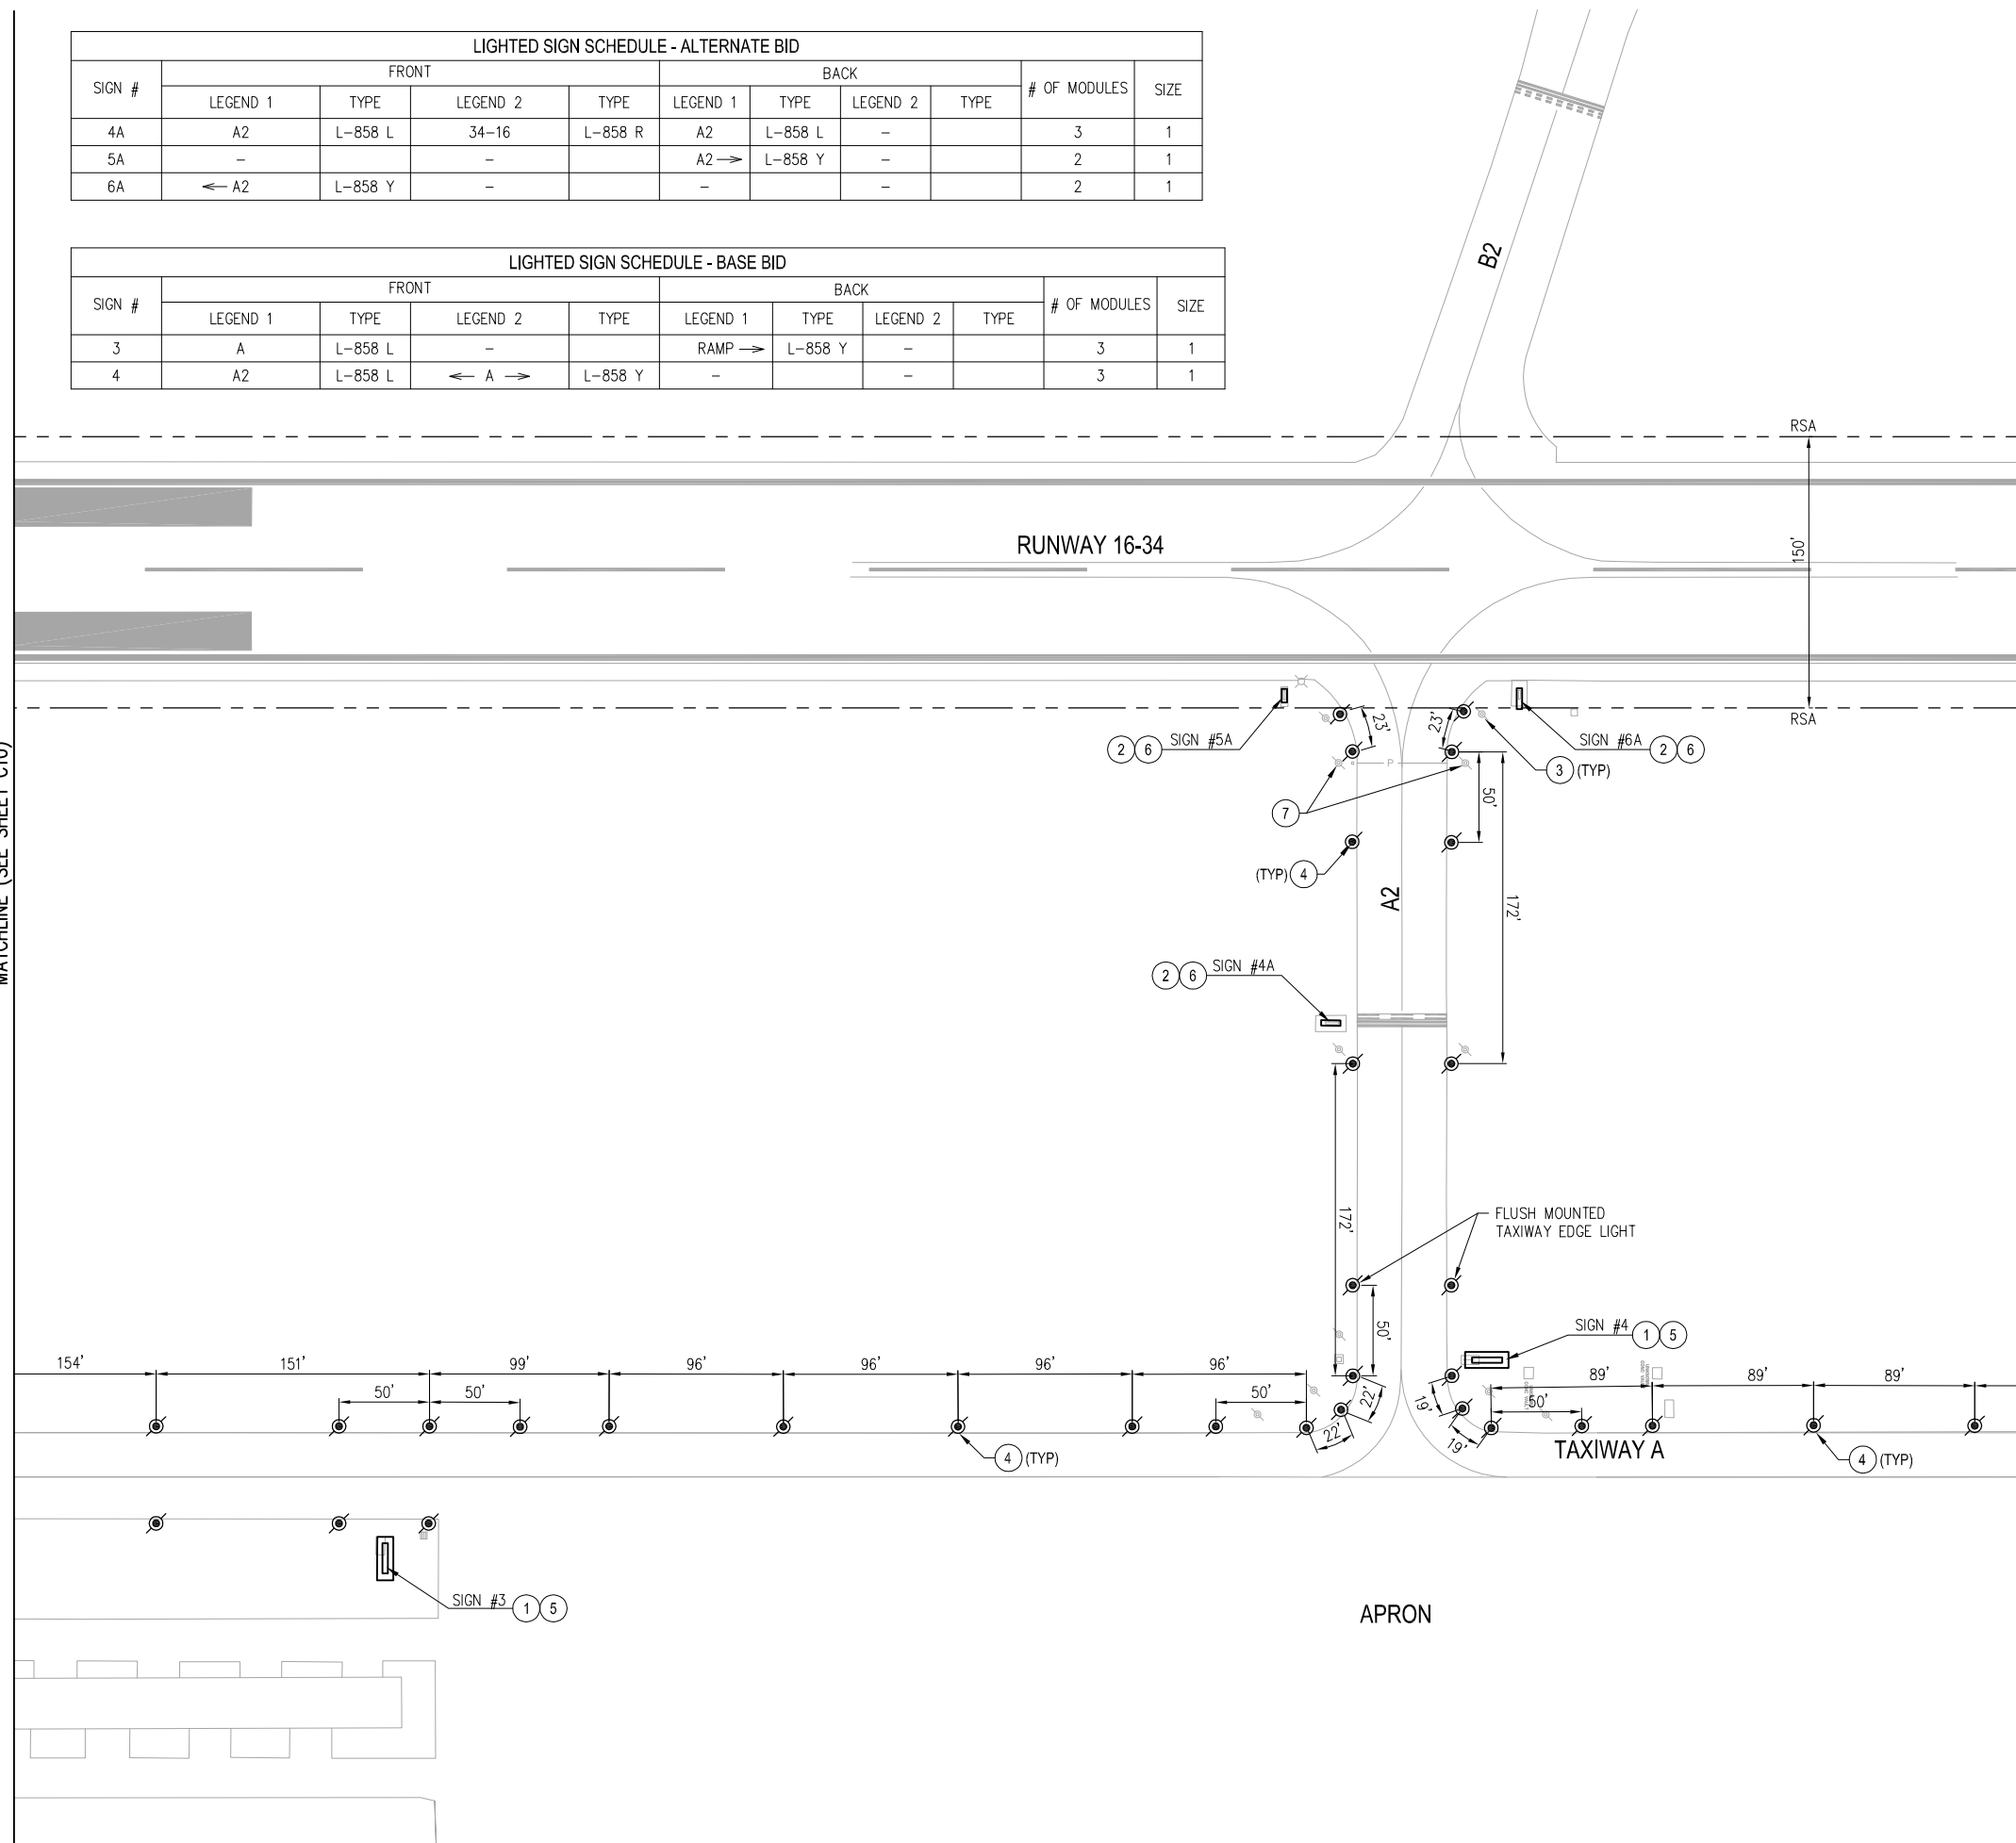 LIGHTED SIGN SCHEDULE - ALTERNATE BID
SIGN # FRONT BACK # OF MODULES SIZE
LEGEND 1 TYPE LEGEND 2 TYPE LEGEND 1 TYPE LEGEND 2 TYPE
4A A2 L-858 L 34-16 L-858 R A2 L-858 L - 3 1
5A - - A2 → L-858 Y - 2 1
6A ← A2 L-858 Y - - - 2 1
LIGHTED SIGN SCHEDULE - BASE BID
SIGN # FRONT BACK # OF MODULES SIZE
LEGEND 1 TYPE LEGEND 2 TYPE LEGEND 1 TYPE LEGEND 2 TYPE
3 A L-858 L - RAMP → L-858 Y - 3 1
4 A2 L-858 L ← A → L-858 Y - - 3 1
B2
RSA
RUNWAY 16-34
150'
RSA
MATCHLINE (SEE SHEET C10)
23'
23'
2 6 SIGN #5A
SIGN #6A 2 6
P
3 (TYP)
50'
7
(TYP) 4
A2
172'
2 6 SIGN #4A
172'
FLUSH MOUNTED
TAXIWAY EDGE LIGHT
50'
SIGN #4 1 5
154' 151' 99' 96' 96' 96' 96'
89' 89' 89'
50' 50' 50'
22'
22'
19'
19'
50'
4 (TYP)
TAXIWAY A
4 (TYP)
SIGN #3 1 5
APRON